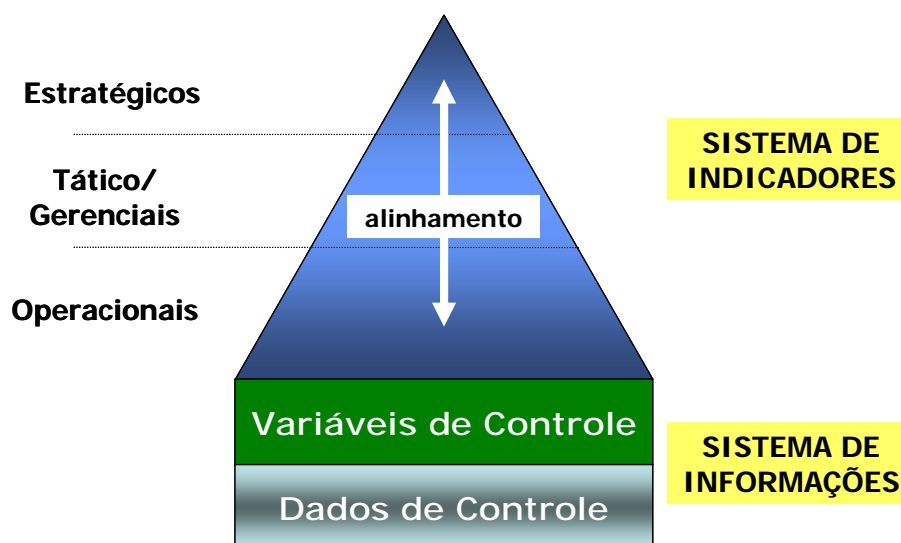 Estratégicos
SISTEMA DE
INDICADORES
Tático/
Gerenciais
alinhamento
Operacionais
Variáveis de Controle
SISTEMA DE
INFORMAÇÕES
Dados de Controle